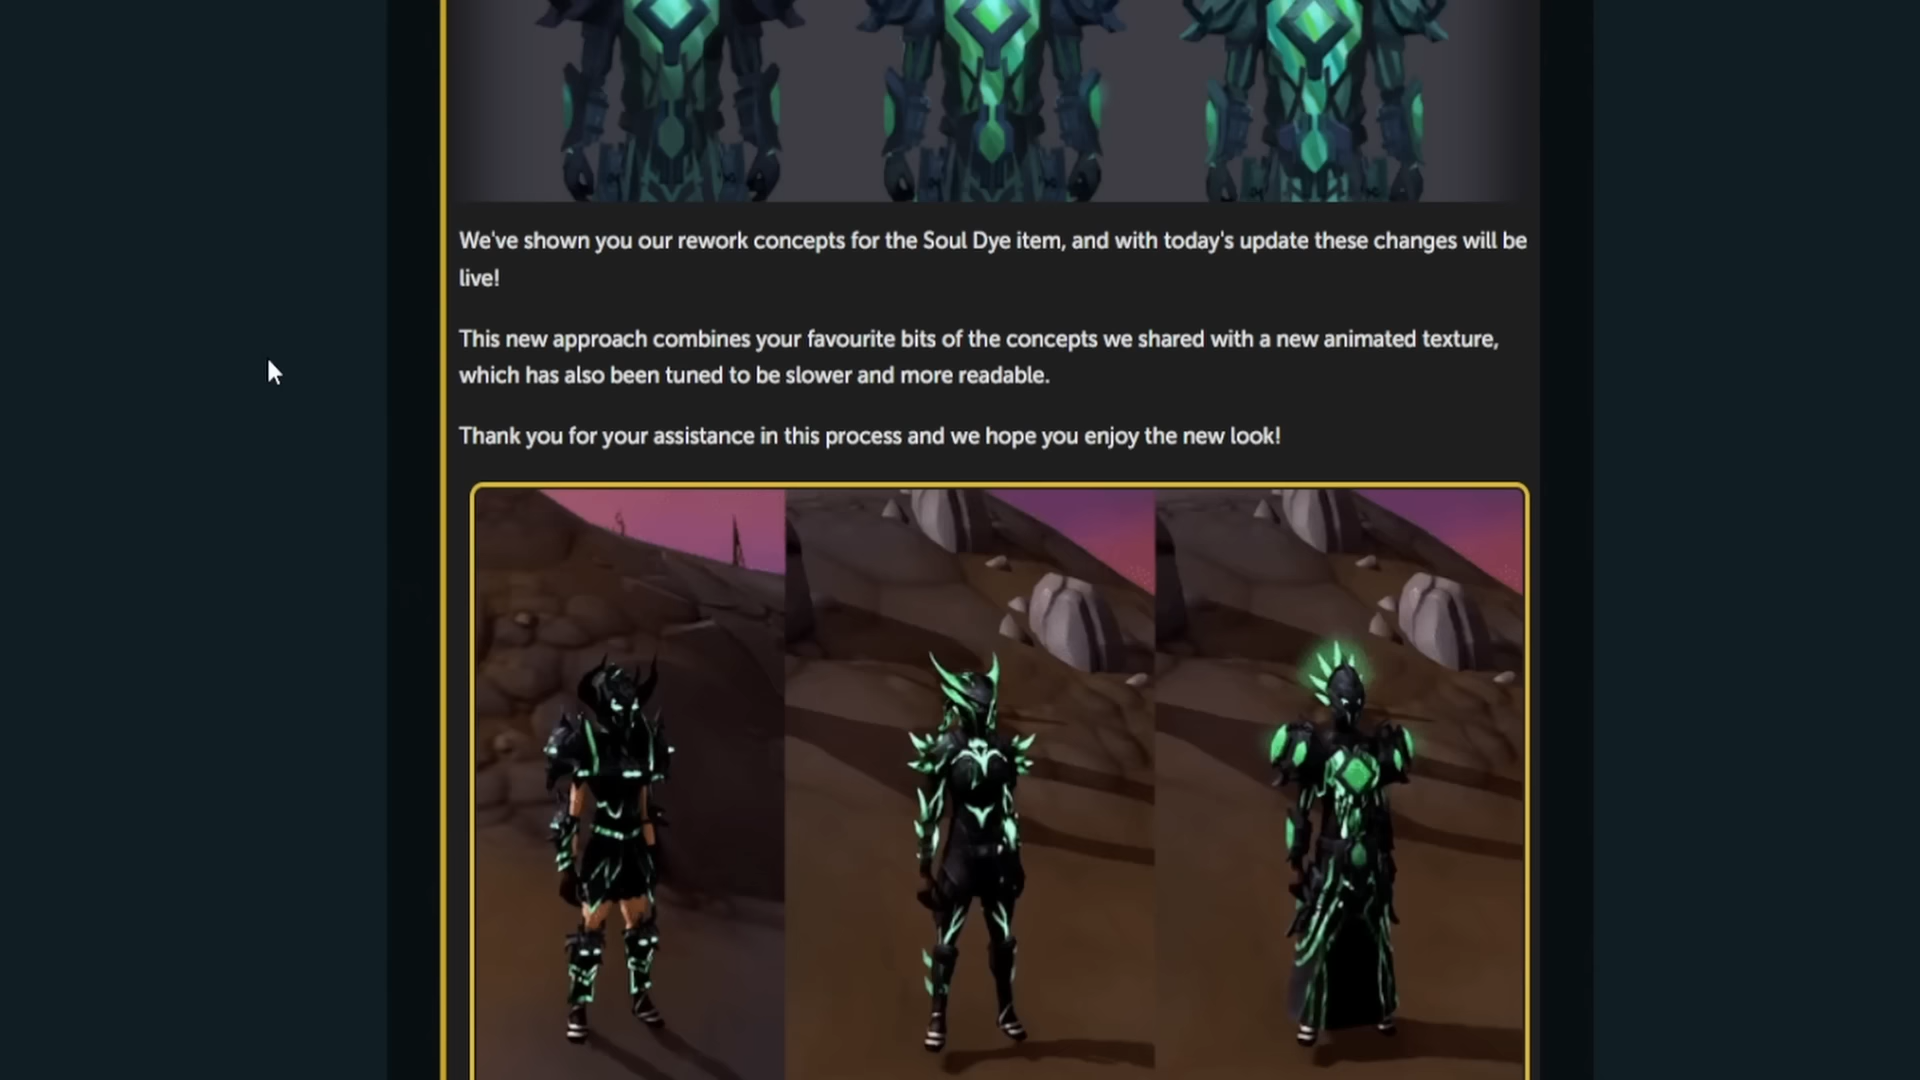 We've shown you our rework concepts for the Soul Dye item, and with today's update these changes will be
live!
This new approach combines your favourite bits of the concepts we shared with a new animated texture,
which has also been tuned to be slower and more readable.
Thank you for your assistance in this process and we hope you enjoy the new look!